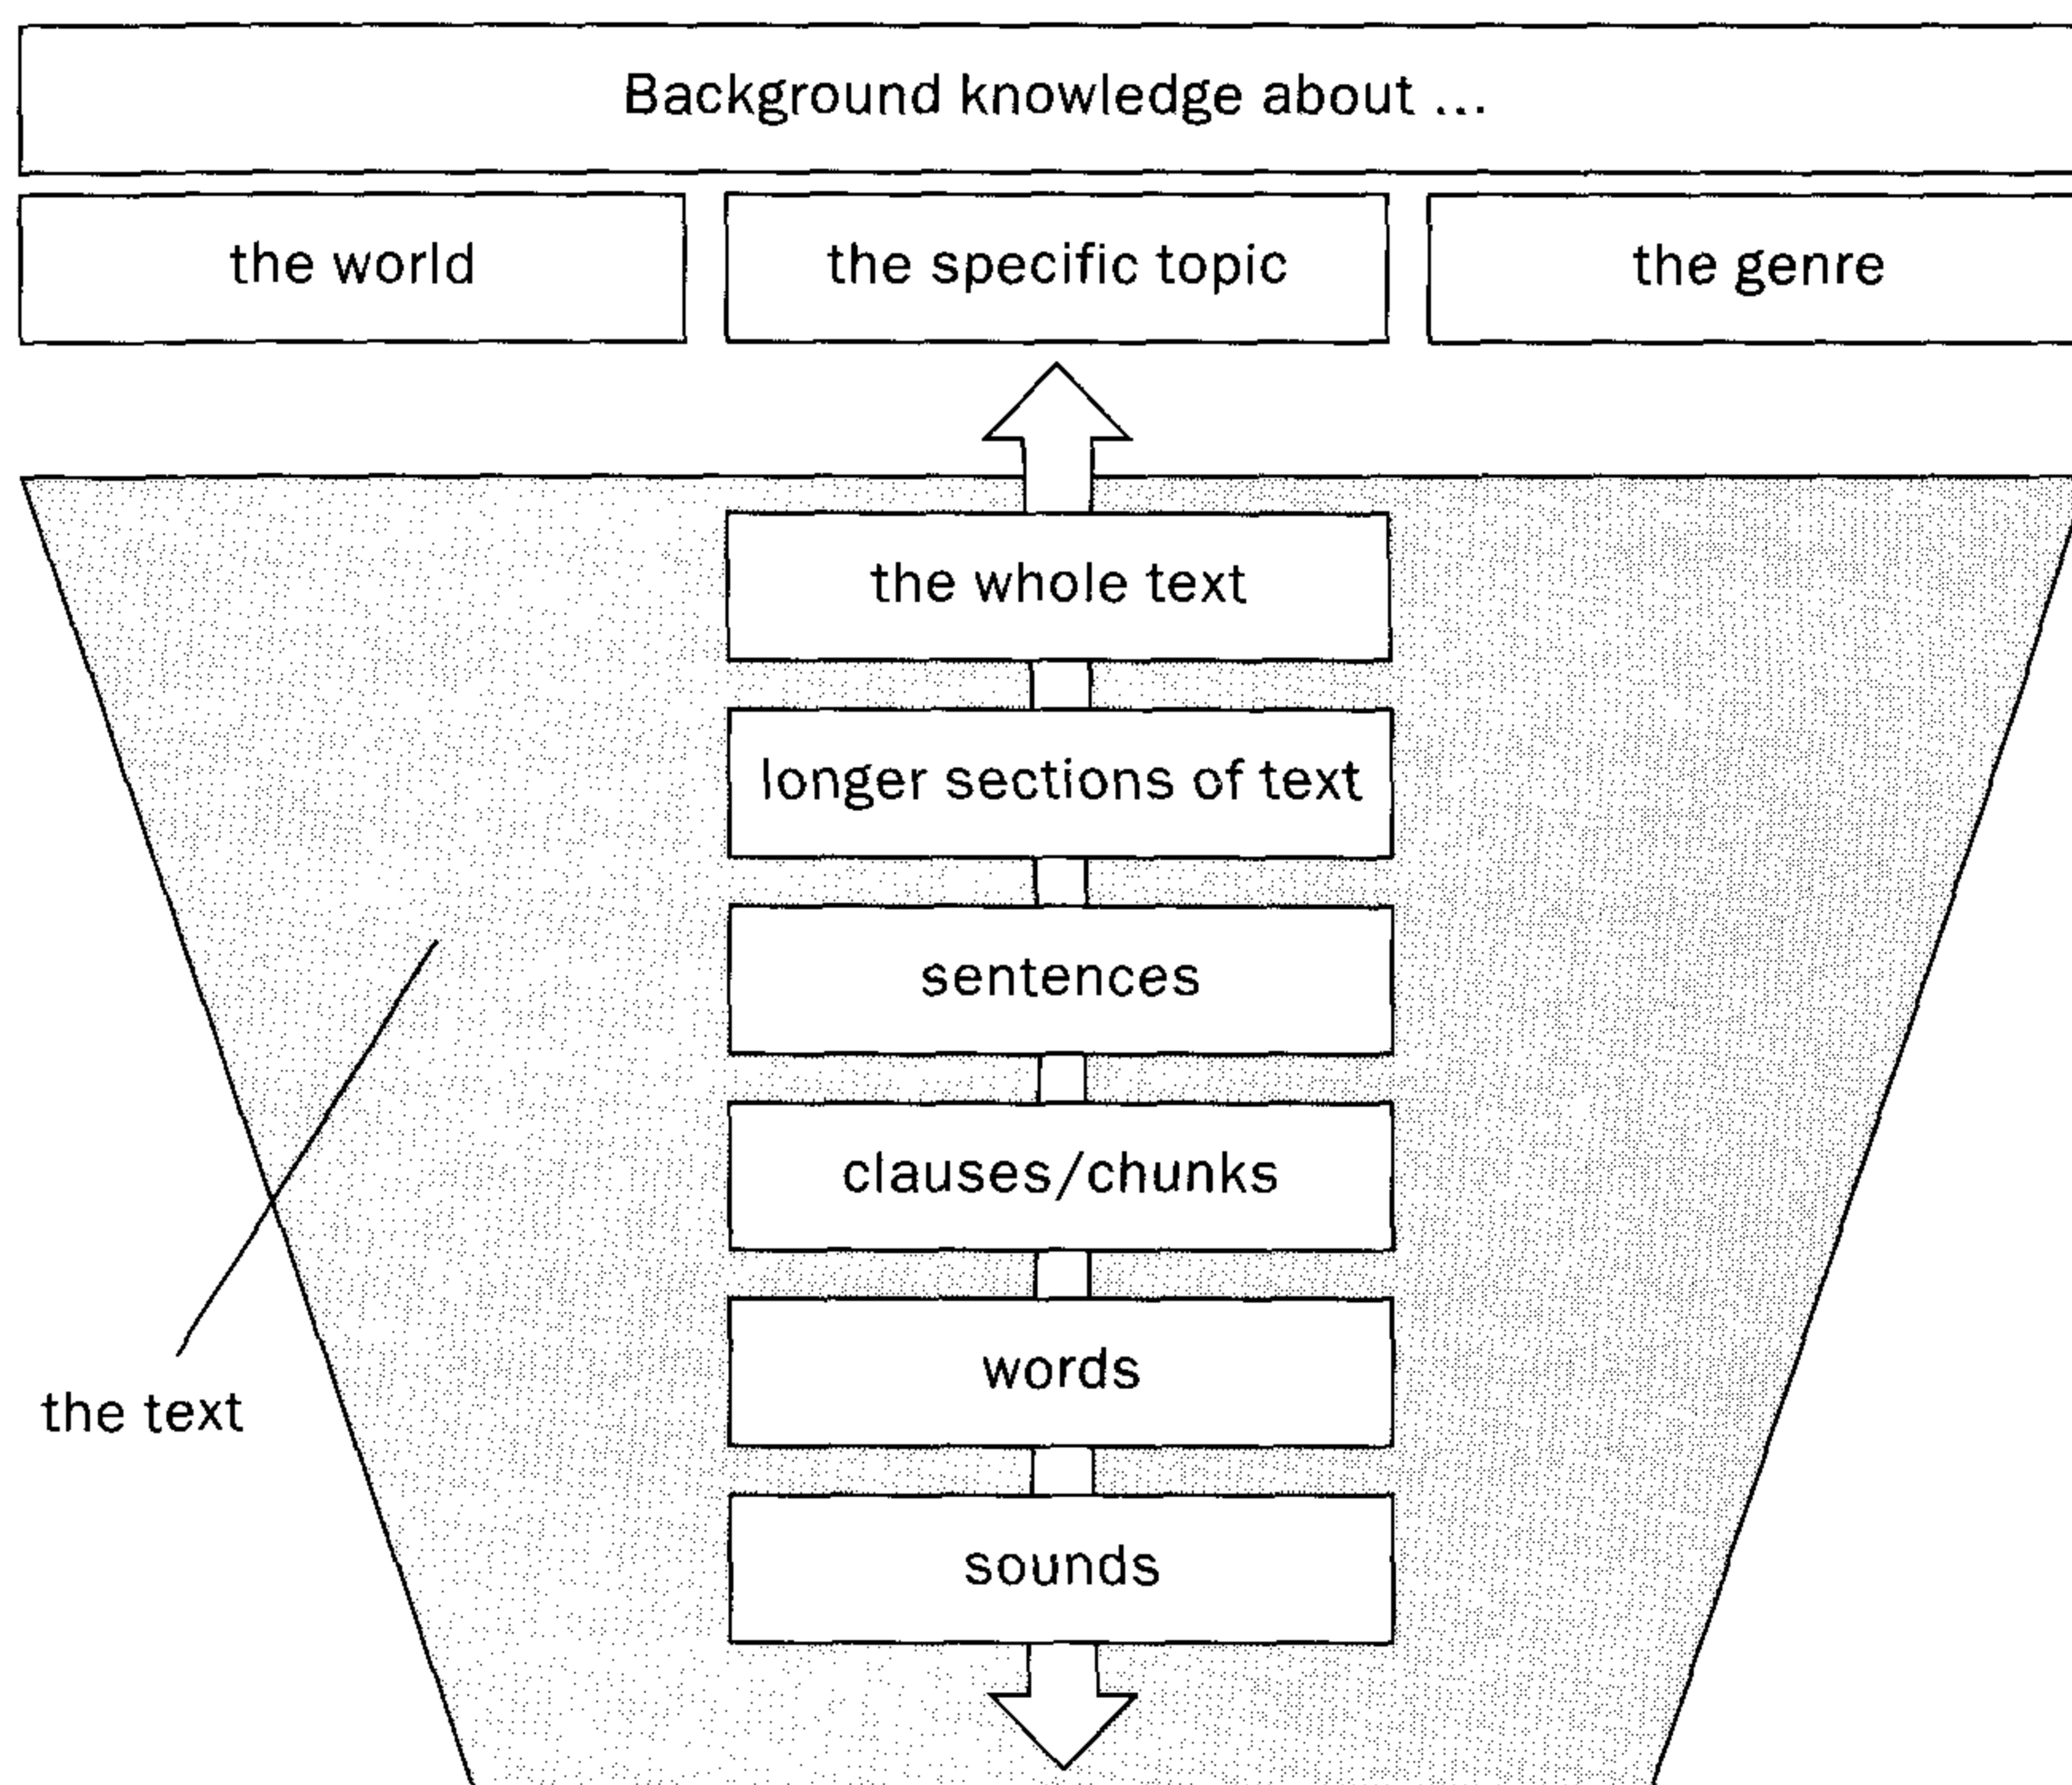 Background knowledge about ...
the world
the specific topic
the genre
the whole text
longer sections of text
sentences
clauses/chunks
words
the text
sounds